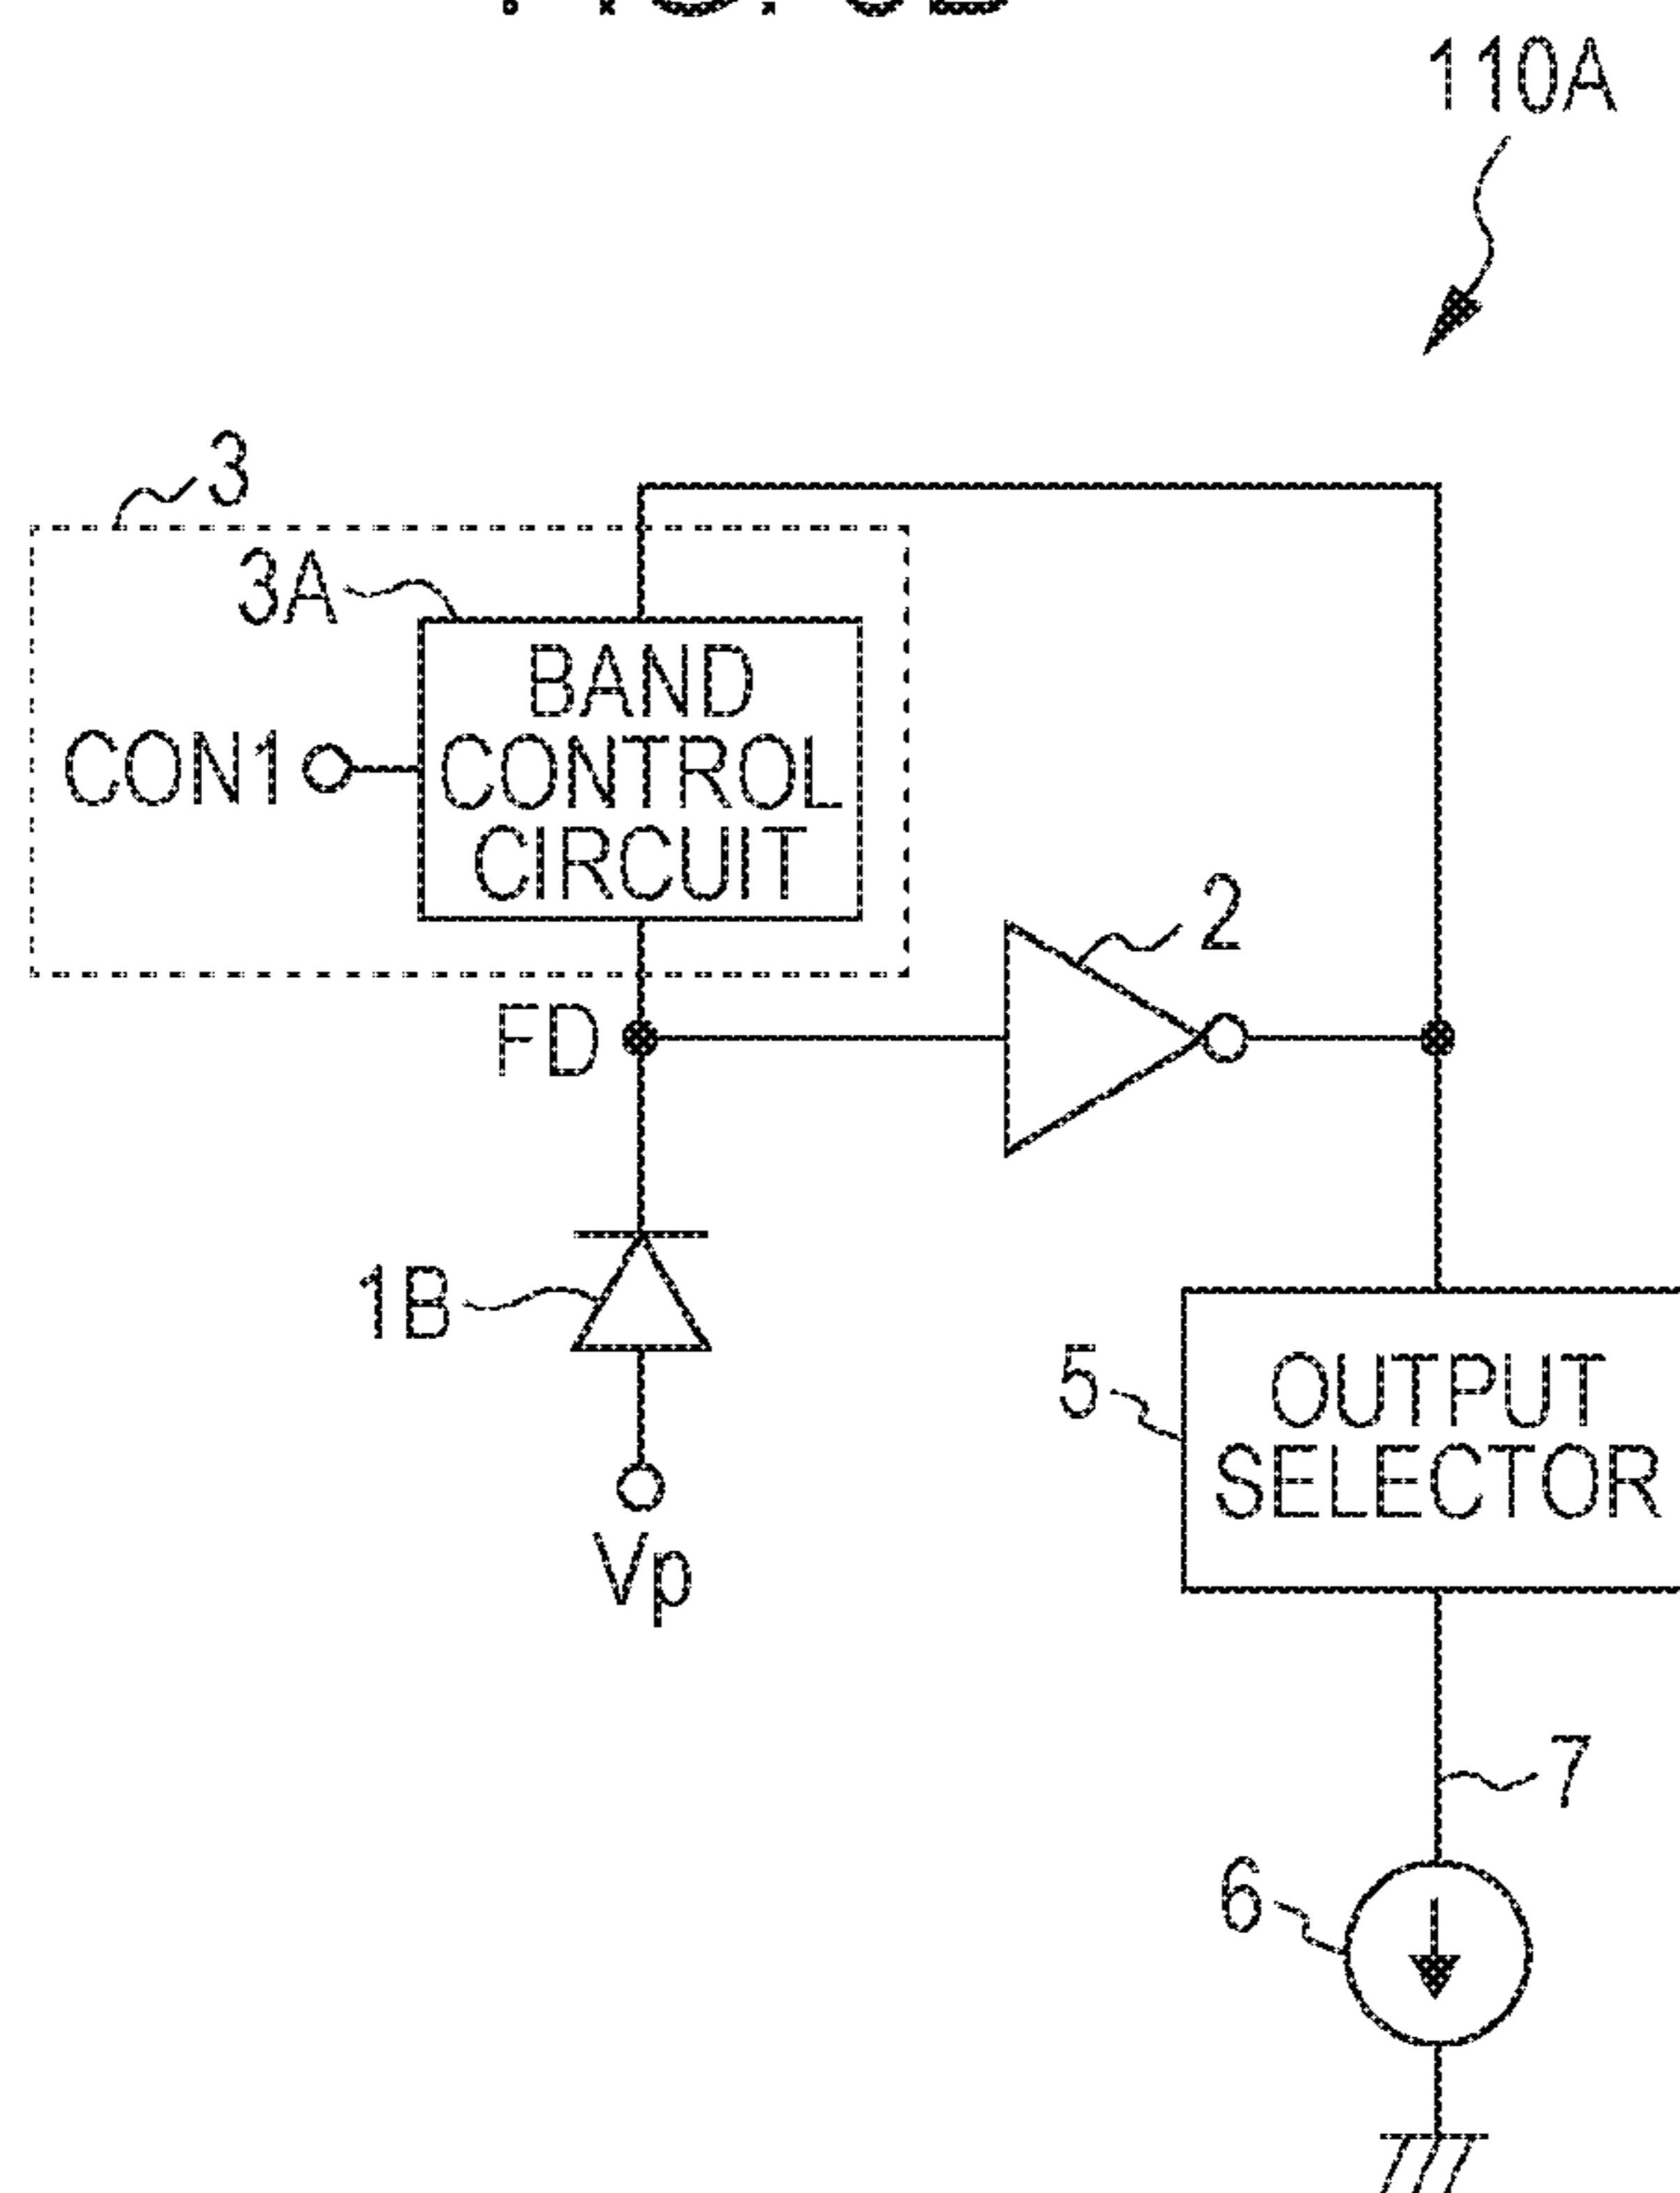 110A
3
3A
BAND
CONTROL
CIRCUIT
CON1
2
FD
1B
Vp
5
OUTPUT
SELECTOR
7
6